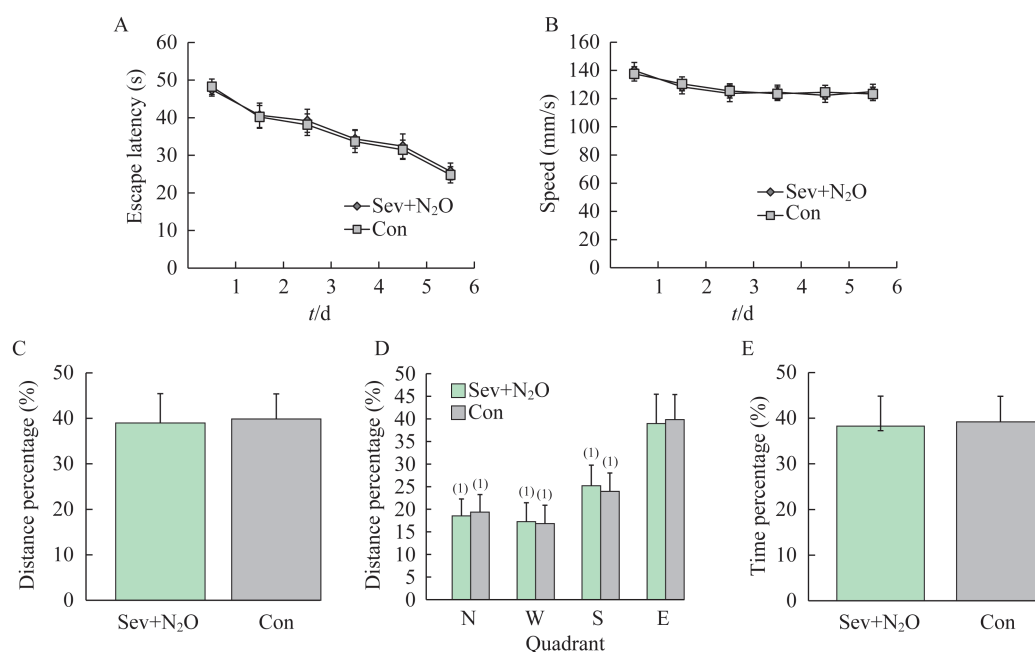 A
60
50
40
30
20
10
0
Escape latency (s)
Sev+N₂O
Con
1 2 3 4 5 6
t/d
B
160
140
120
100
80
60
40
20
0
Speed (mm/s)
Sev+N₂O
Con
1 2 3 4 5 6
t/d
C
50
40
30
20
10
0
Distance percentage (%)
Sev+N₂O Con
D
50
45
40
35
30
25
20
15
10
5
0
Distance percentage (%)
Sev+N₂O
Con
(1) (1) (1) (1) (1) (1)
N W S E
Quadrant
E
50
40
30
20
10
0
Time percentage (%)
Sev+N₂O Con